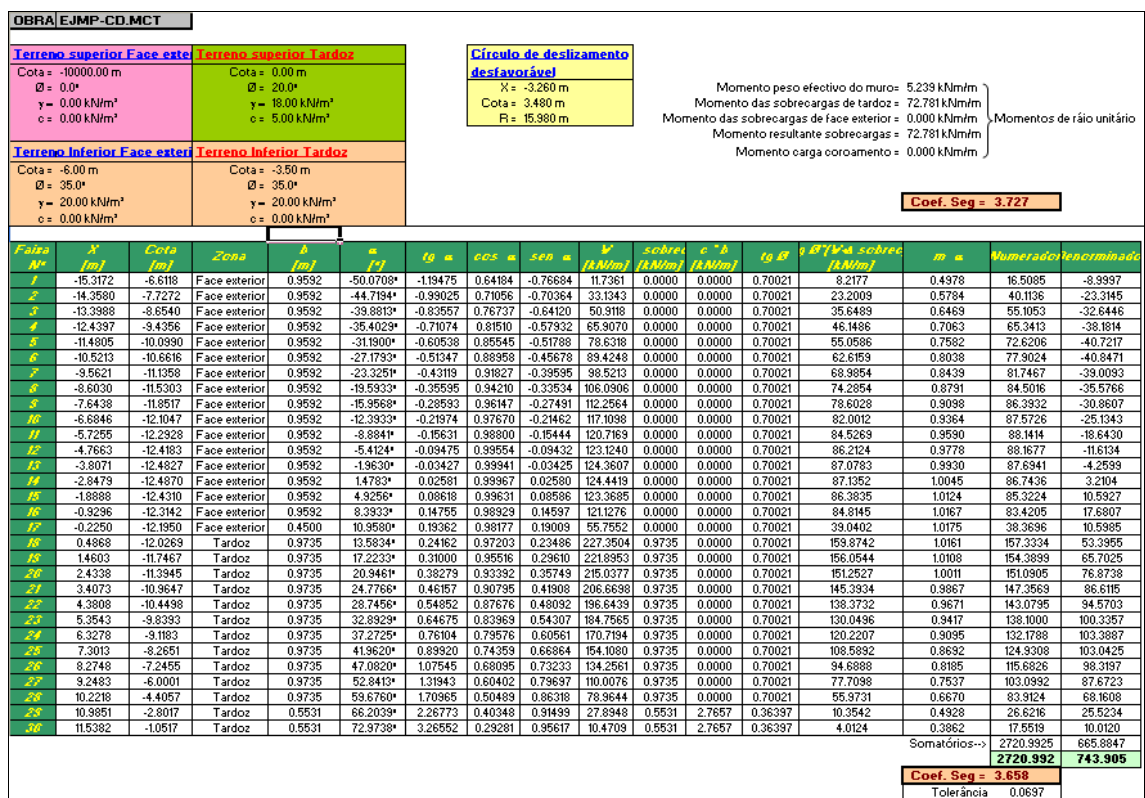 OBRA EJMP-CD.MCT
Terreno superior Face exte Terreno superior Tardoz
Cota = -10000.00 m Cota = 0.00 m
Ø = 0.0º Ø = 20.0º
γ = 0.00 kN/m³ γ = 18.00 kN/m³
c = 0.00 kN/m² c = 5.00 kN/m²
Terreno Inferior Face exteri Terreno Inferior Tardoz
Cota = -6.00 m Cota = -3.50 m
Ø = 35.0º Ø = 35.0º
γ = 20.00 kN/m³ γ = 20.00 kN/m³
c = 0.00 kN/m² c = 0.00 kN/m²
Círculo de deslizamento
desfavorável
X = -3.260 m
Cota = 3.480 m
R = 15.980 m
Momento peso efectivo do muro = 5.239 kNm/m
Momento das sobrecargas de tardoz = 72.781 kNm/m
Momento das sobrecargas de face exterior = 0.000 kNm/m
Momento resultante sobrecargas = 72.781 kNm/m
Momento carga coroamento = 0.000 kNm/m
Momentos de ráio unitário
Coef. Seg = 3.727
Faixa Nº X [m] Cota [m] Zona b [m] α [º] tg α cos α sen α W [kN/m] sobrec [kN/m] c*b [kN/m] tg Ø g Ø*(W+Δ sobrec [kN/m] m α Numerador Denorminado
1 -15.3172 -6.6118 Face exterior 0.9592 -50.0708º -1.19475 0.64184 -0.76684 11.7361 0.0000 0.0000 0.70021 8.2177 0.4978 16.5085 -8.9997
2 -14.3580 -7.7272 Face exterior 0.9592 -44.7194º -0.99025 0.71056 -0.70364 33.1343 0.0000 0.0000 0.70021 23.2009 0.5784 40.1136 -23.3145
3 -13.3988 -8.6540 Face exterior 0.9592 -39.8813º -0.83557 0.76737 -0.64120 50.9118 0.0000 0.0000 0.70021 35.6489 0.6469 55.1053 -32.6446
4 -12.4397 -9.4356 Face exterior 0.9592 -35.4029º -0.71074 0.81510 -0.57932 65.9070 0.0000 0.0000 0.70021 46.1486 0.7063 65.3413 -38.1814
5 -11.4805 -10.0990 Face exterior 0.9592 -31.1900º -0.60538 0.85545 -0.51788 78.6318 0.0000 0.0000 0.70021 55.0586 0.7582 72.6206 -40.7217
6 -10.5213 -10.6616 Face exterior 0.9592 -27.1793º -0.51347 0.88958 -0.45678 89.4248 0.0000 0.0000 0.70021 62.6159 0.8038 77.9024 -40.8471
7 -9.5621 -11.1358 Face exterior 0.9592 -23.3251º -0.43119 0.91827 -0.39595 98.5213 0.0000 0.0000 0.70021 68.9854 0.8439 81.7467 -39.0093
8 -8.6030 -11.5303 Face exterior 0.9592 -19.5933º -0.35595 0.94210 -0.33534 106.0906 0.0000 0.0000 0.70021 74.2854 0.8791 84.5016 -35.5766
9 -7.6438 -11.8517 Face exterior 0.9592 -15.9568º -0.28593 0.96147 -0.27491 112.2564 0.0000 0.0000 0.70021 78.6028 0.9098 86.3932 -30.8607
10 -6.6846 -12.1047 Face exterior 0.9592 -12.3933º -0.21974 0.97670 -0.21462 117.1098 0.0000 0.0000 0.70021 82.0012 0.9364 87.5726 -25.1343
11 -5.7255 -12.2928 Face exterior 0.9592 -8.8841º -0.15631 0.98800 -0.15444 120.7169 0.0000 0.0000 0.70021 84.5269 0.9590 88.1414 -18.6430
12 -4.7663 -12.4183 Face exterior 0.9592 -5.4124º -0.09475 0.99554 -0.09432 123.1240 0.0000 0.0000 0.70021 86.2124 0.9778 88.1677 -11.6134
13 -3.8071 -12.4827 Face exterior 0.9592 -1.9630º -0.03427 0.99941 -0.03425 124.3607 0.0000 0.0000 0.70021 87.0783 0.9930 87.6941 -4.2599
14 -2.8479 -12.4870 Face exterior 0.9592 1.4783º 0.02581 0.99967 0.02580 124.4419 0.0000 0.0000 0.70021 87.1352 1.0045 86.7436 3.2104
15 -1.8888 -12.4310 Face exterior 0.9592 4.9256º 0.08618 0.99631 0.08586 123.3685 0.0000 0.0000 0.70021 86.3835 1.0124 85.3224 10.5927
16 -0.9296 -12.3142 Face exterior 0.9592 8.3933º 0.14755 0.98929 0.14597 121.1276 0.0000 0.0000 0.70021 84.8145 1.0167 83.4205 17.6807
17 -0.2250 -12.1950 Face exterior 0.4500 10.9580º 0.19362 0.98177 0.19009 55.7552 0.0000 0.0000 0.70021 39.0402 1.0175 38.3696 10.5985
18 0.4868 -12.0269 Tardoz 0.9735 13.5834º 0.24162 0.97203 0.23486 227.3504 0.9735 0.0000 0.70021 159.8742 1.0161 157.3334 53.3955
19 1.4603 -11.7467 Tardoz 0.9735 17.2233º 0.31000 0.95516 0.29610 221.8953 0.9735 0.0000 0.70021 156.0544 1.0108 154.3899 65.7025
20 2.4338 -11.3945 Tardoz 0.9735 20.9461º 0.38279 0.93392 0.35749 215.0377 0.9735 0.0000 0.70021 151.2527 1.0011 151.0905 76.8738
21 3.4073 -10.9647 Tardoz 0.9735 24.7766º 0.46157 0.90795 0.41908 206.6698 0.9735 0.0000 0.70021 145.3934 0.9867 147.3569 86.6115
22 4.3808 -10.4498 Tardoz 0.9735 28.7456º 0.54852 0.87676 0.48092 196.6439 0.9735 0.0000 0.70021 138.3732 0.9671 143.0795 94.5703
23 5.3543 -9.8393 Tardoz 0.9735 32.8929º 0.64675 0.83969 0.54307 184.7565 0.9735 0.0000 0.70021 130.0496 0.9417 138.1000 100.3357
24 6.3278 -9.1183 Tardoz 0.9735 37.2725º 0.76104 0.79576 0.60561 170.7194 0.9735 0.0000 0.70021 120.2207 0.9095 132.1788 103.3887
25 7.3013 -8.2651 Tardoz 0.9735 41.9620º 0.89920 0.74359 0.66864 154.1080 0.9735 0.0000 0.70021 108.5892 0.8692 124.9308 103.0425
26 8.2748 -7.2455 Tardoz 0.9735 47.0820º 1.07545 0.68095 0.73233 134.2561 0.9735 0.0000 0.70021 94.6888 0.8185 115.6826 98.3197
27 9.2483 -6.0001 Tardoz 0.9735 52.8413º 1.31943 0.60402 0.79697 110.0076 0.9735 0.0000 0.70021 77.7098 0.7537 103.0992 87.6723
28 10.2218 -4.4057 Tardoz 0.9735 59.6760º 1.70965 0.50489 0.86318 78.9644 0.9735 0.0000 0.70021 55.9731 0.6670 83.9124 68.1608
29 10.9851 -2.8017 Tardoz 0.5531 66.2039º 2.26773 0.40348 0.91499 27.8948 0.5531 2.7657 0.36397 10.3542 0.4928 26.6216 25.5234
30 11.5382 -1.0517 Tardoz 0.5531 72.9738º 3.26552 0.29281 0.95617 10.4709 0.5531 2.7657 0.36397 4.0124 0.3862 17.5519 10.0120
Somatórios--> 2720.9925 665.8847
2720.992 743.905
Coef. Seg = 3.658
Tolerância 0.0697